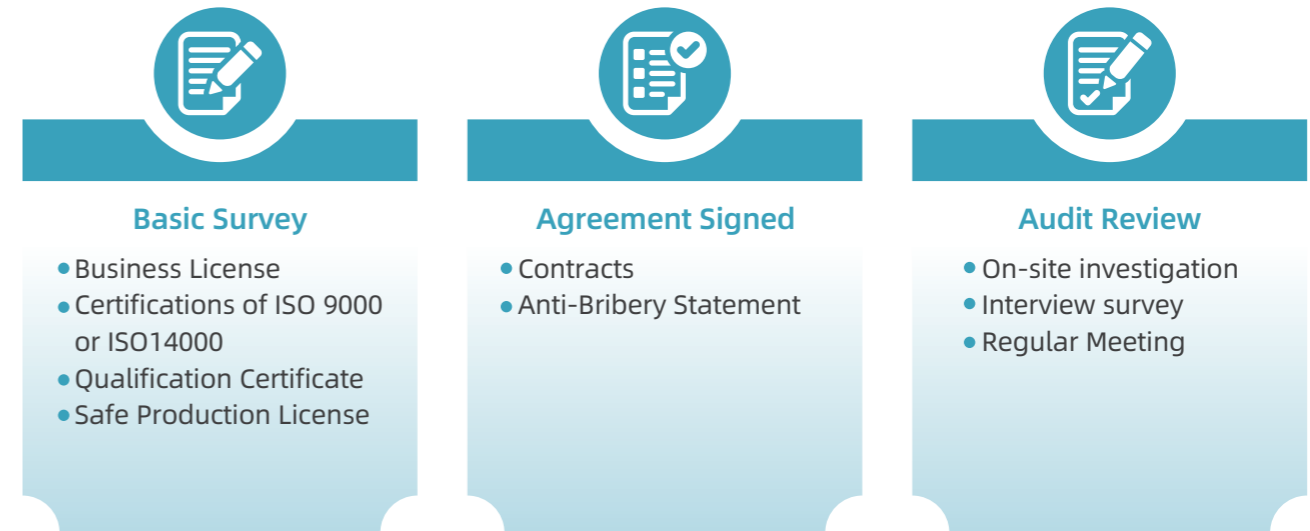 Basic Survey
● Business License
● Certifications of ISO 9000
or ISO14000
● Qualification Certificate
● Safe Production License
Agreement Signed
● Contracts
● Anti-Bribery Statement
Audit Review
● On-site investigation
● Interview survey
● Regular Meeting